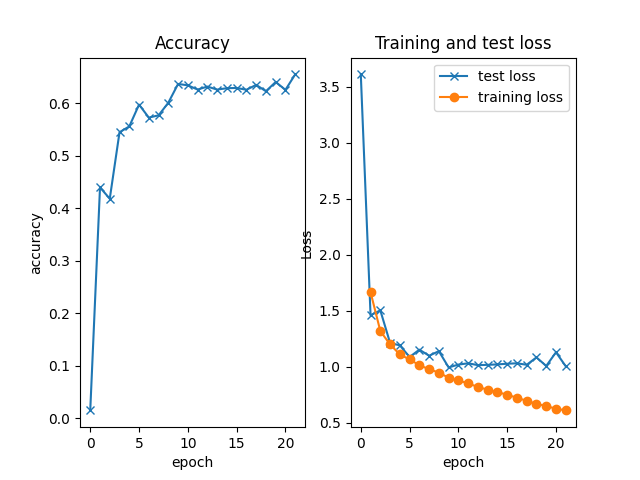 Accuracy
0.6
0.5
0.4
0.3
0.2
0.1
0.0
accuracy
0 5 10 15 20
epoch
Training and test loss
test loss
training loss
3.5
3.0
2.5
2.0
1.5
1.0
0.5
Loss
0 5 10 15 20
epoch